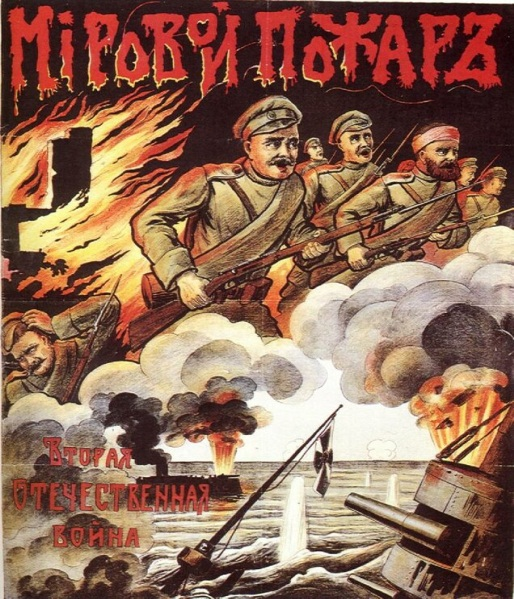 Міровой Пожаръ
Вторая
Отечественная
Война